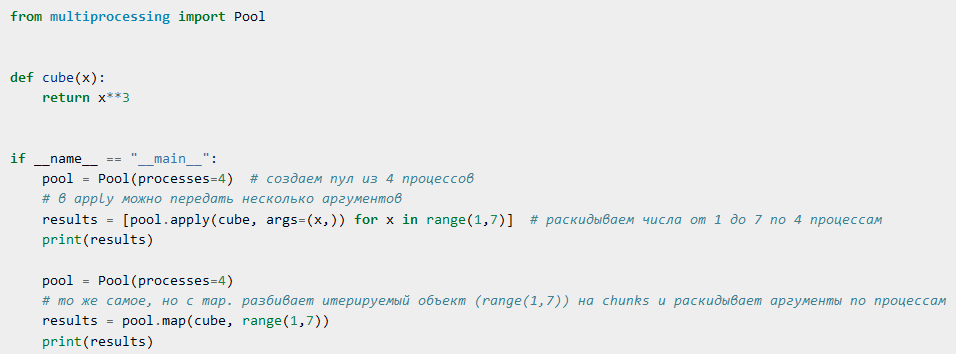 from multiprocessing import Pool
def cube(x):
    return x**3
if __name__ == "__main__":
    pool = Pool(processes=4)  # создаем пул из 4 процессов
    # в apply можно передать несколько аргументов
    results = [pool.apply(cube, args=(x,)) for x in range(1,7)]  # раскидываем числа от 1 до 7 по 4 процессам
    print(results)
    pool = Pool(processes=4)
    # то же самое, но с map. разбивает итерируемый объект (range(1,7)) на chunks и раскидывает аргументы по процессам
    results = pool.map(cube, range(1,7))
    print(results)